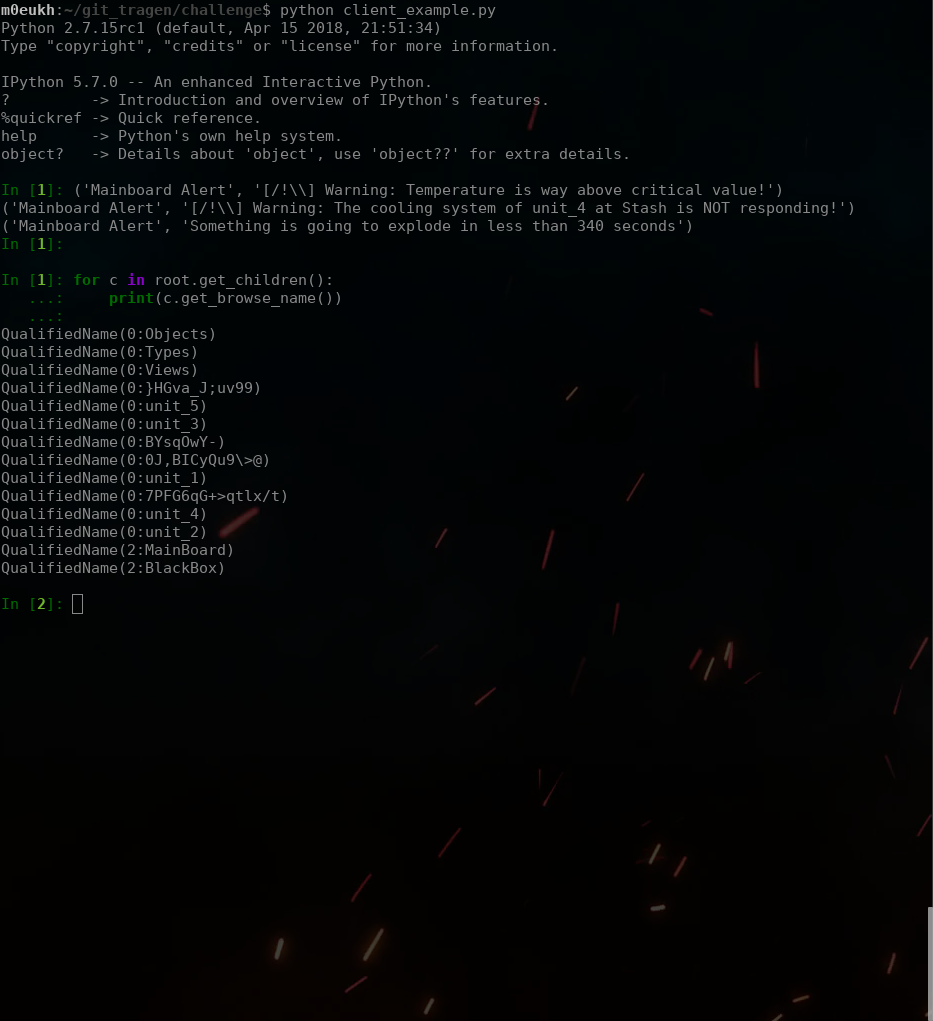 m0eukh:~/git_tragen/challenge$ python client_example.py
Python 2.7.15rc1 (default, Apr 15 2018, 21:51:34)
Type "copyright", "credits" or "license" for more information.
IPython 5.7.0 -- An enhanced Interactive Python.
?         -> Introduction and overview of IPython's features.
%quickref -> Quick reference.
help      -> Python's own help system.
object?   -> Details about 'object', use 'object??' for extra details.
In [1]: ('Mainboard Alert', '[/!\\] Warning: Temperature is way above critical value!')
('Mainboard Alert', '[/!\\] Warning: The cooling system of unit_4 at Stash is NOT responding!')
('Mainboard Alert', 'Something is going to explode in less than 340 seconds')
In [1]:
In [1]: for c in root.get_children():
   ...:     print(c.get_browse_name())
   ...:
QualifiedName(0:Objects)
QualifiedName(0:Types)
QualifiedName(0:Views)
QualifiedName(0:}HGva_J;uv99)
QualifiedName(0:unit_5)
QualifiedName(0:unit_3)
QualifiedName(0:BYsqOwY-)
QualifiedName(0:0J,BICyQu9\>@)
QualifiedName(0:unit_1)
QualifiedName(0:7PFG6qG+>qtlx/t)
QualifiedName(0:unit_4)
QualifiedName(0:unit_2)
QualifiedName(2:MainBoard)
QualifiedName(2:BlackBox)
In [2]: